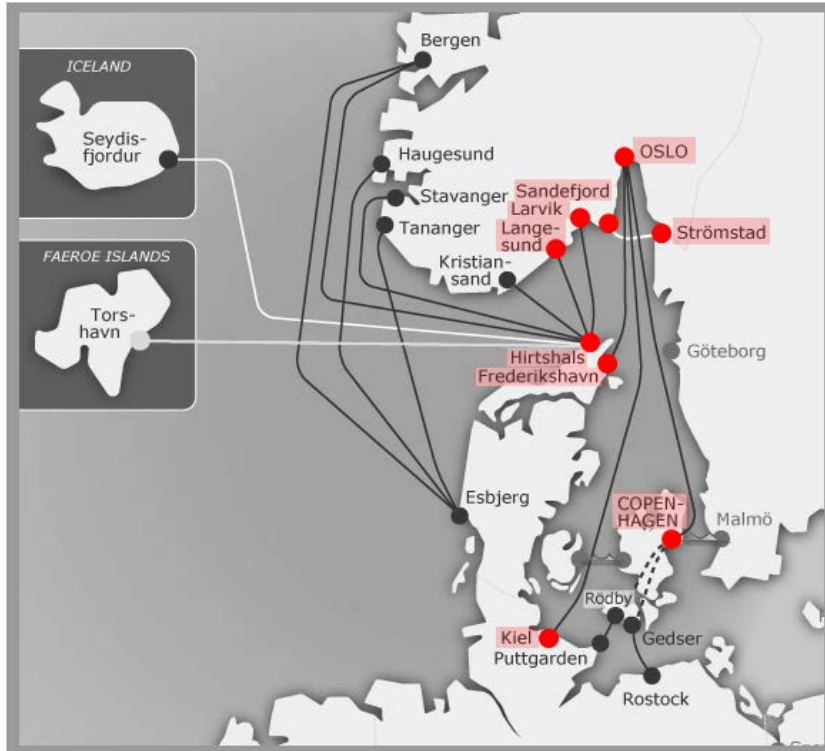 Bergen
ICELAND
Seydis-
fjordur
Haugesund
OSLO
Stavanger
Sandefjord
Larvik
Tananger
Lange-
sund
Strömstad
FAEROE ISLANDS
Kristian-
sand
Tors-
havn
Hirtshals
Göteborg
Frederikshavn
Esbjerg
COPEN-
HAGEN
Malmö
Rödby
Kiel
Gedser
Puttgarden
Rostock